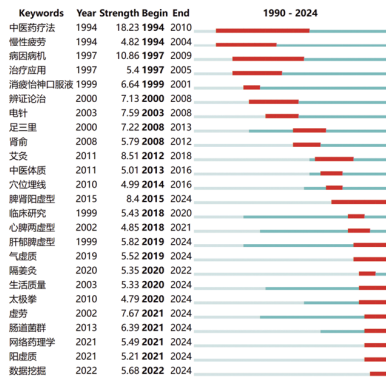 Keywords Year Strength Begin End 1990 - 2024
中医药疗法 1994 18.23 1994 2010
慢性疲劳 1994 4.82 1994 2004
病因病机 1997 10.86 1997 2009
治疗应用 1997 5.4 1997 2005
消疲怡神口服液 1999 6.64 1999 2001
辨证论治 2000 7.13 2000 2008
电针 2003 7.59 2003 2008
足三里 2000 7.22 2008 2013
肾俞 2008 5.79 2008 2012
艾灸 2011 8.51 2012 2018
中医体质 2011 5.01 2013 2016
穴位埋线 2010 4.99 2014 2016
脾肾阳虚型 2015 8.4 2015 2024
临床研究 1999 5.43 2018 2020
心脾两虚型 2002 4.85 2018 2021
肝郁脾虚型 1999 5.82 2019 2024
气虚质 2019 5.52 2019 2024
隔姜灸 2020 5.35 2020 2022
生活质量 2003 5.33 2020 2024
太极拳 2010 4.79 2020 2024
虚劳 2002 7.67 2021 2024
肠道菌群 2013 6.39 2021 2024
网络药理学 2021 5.49 2021 2024
阳虚质 2021 5.21 2021 2024
数据挖掘 2022 5.68 2022 2024